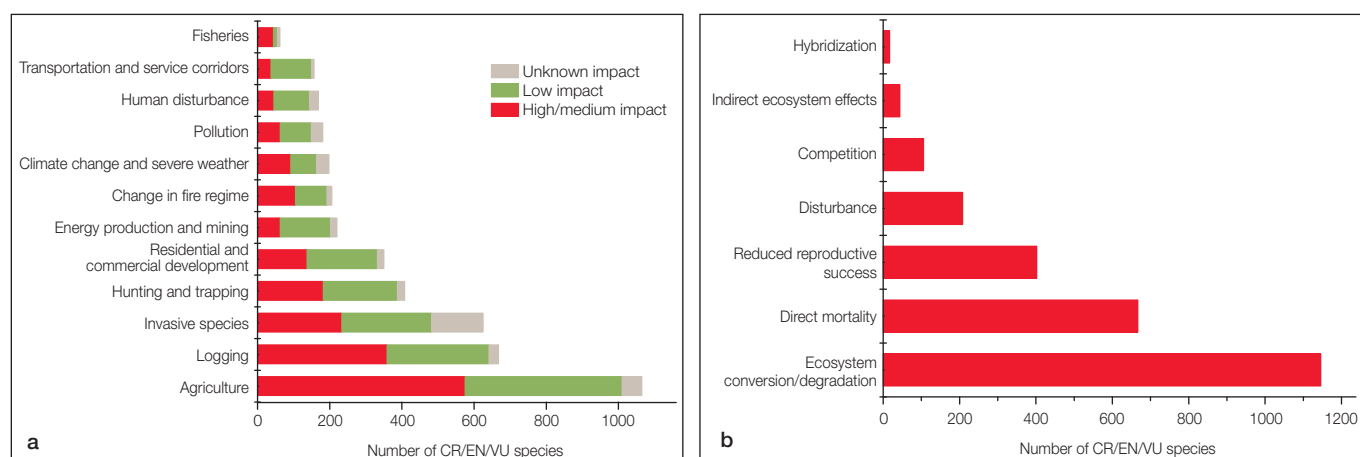 Fisheries
Transportation and service corridors
Human disturbance
Pollution
Climate change and severe weather
Change in fire regime
Energy production and mining
Residential and
commercial development
Hunting and trapping
Invasive species
Logging
Agriculture
Unknown impact
Low impact
High/medium impact
0 200 400 600 800 1000
Number of CR/EN/VU species
a
Hybridization
Indirect ecosystem effects
Competition
Disturbance
Reduced reproductive
success
Direct mortality
Ecosystem
conversion/degradation
0 200 400 600 800 1000 1200
Number of CR/EN/VU species
b